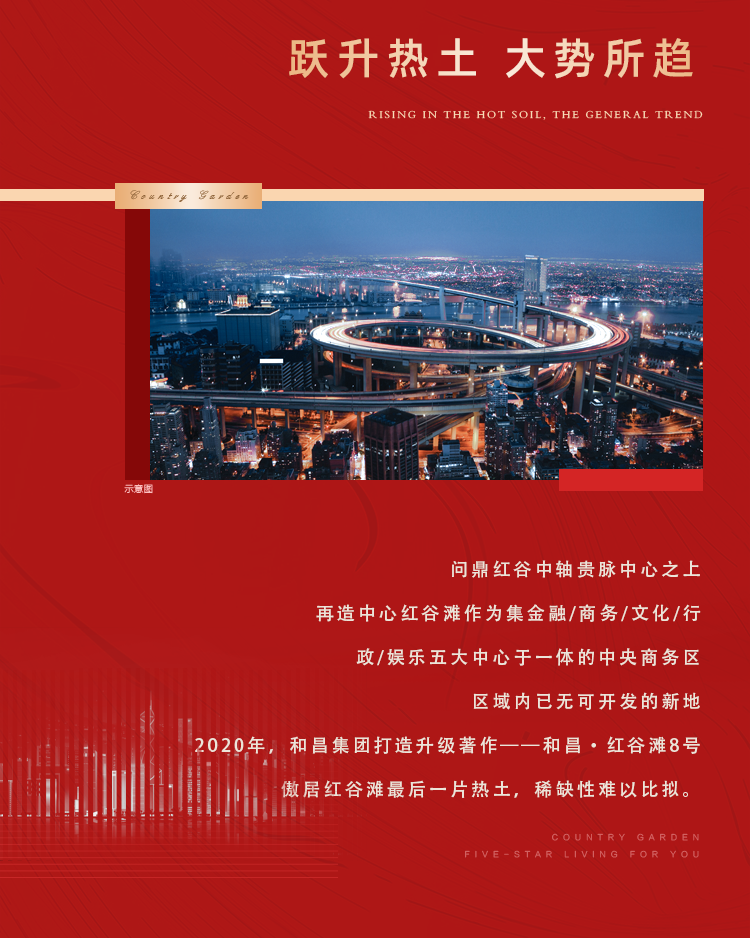 跃升热土 大势所趋
RISING IN THE HOT SOIL, THE GENERAL TREND
Country Garden
示意图
问鼎红谷中轴贵脉中心之上
再造中心红谷滩作为集金融/商务/文化/行
政/娱乐五大中心于一体的中央商务区
区域内已无可开发的新地
2020年，和昌集团打造升级著作——和昌·红谷滩8号
傲居红谷滩最后一片热土，稀缺性难以比拟。
COUNTRY GARDEN
FIVE-STAR LIVING FOR YOU